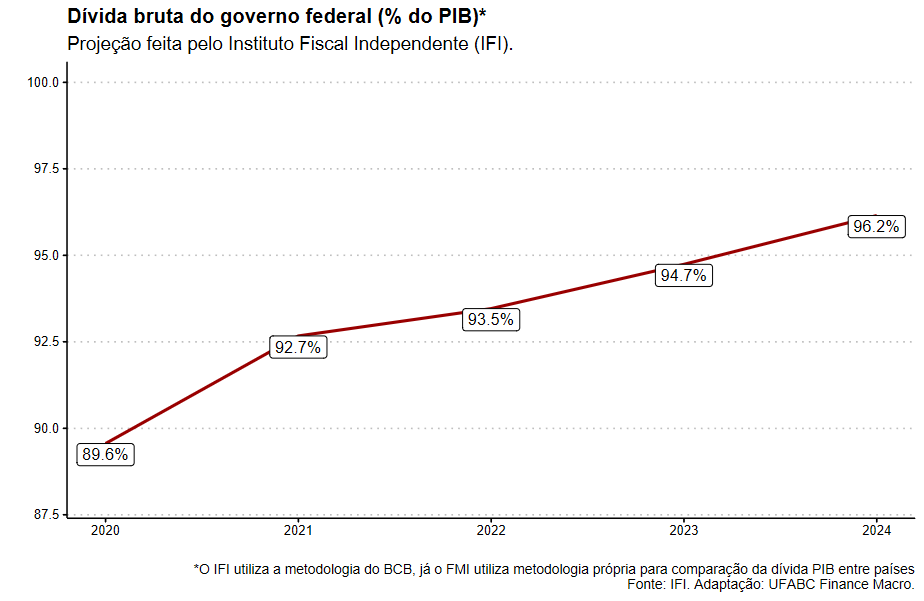 Dívida bruta do governo federal (% do PIB)*
Projeção feita pelo Instituto Fiscal Independente (IFI).
100.0
97.5
95.0
92.5
90.0
87.5
89.6%
92.7%
93.5%
94.7%
96.2%
2020 2021 2022 2023 2024
*O IFI utiliza a metodologia do BCB, já o FMI utiliza metodologia própria para comparação da dívida PIB entre países
Fonte: IFI. Adaptação: UFABC Finance Macro.